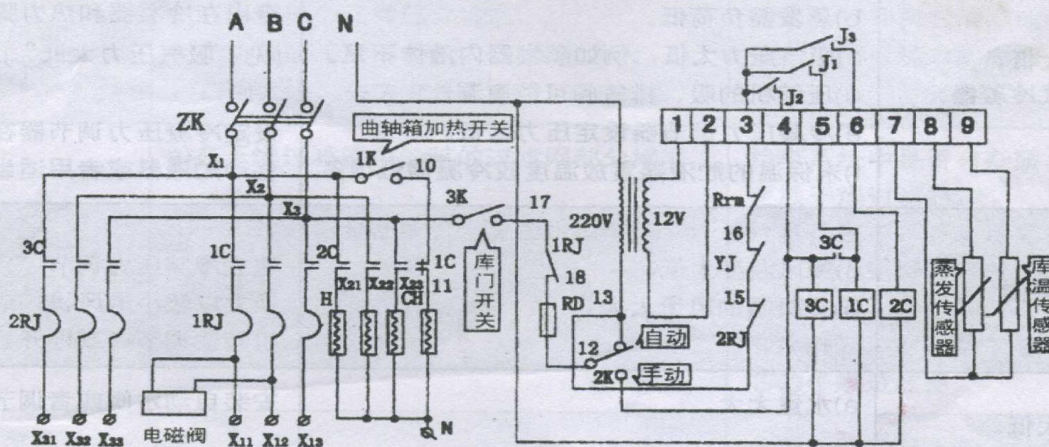 A B C N
J3
J1
J2
ZK
曲轴箱加热开关
1 2 3 4 5 6 7 8 9
X1
1K 10
X2
3K 17
X3
220V 12V
Rrm
16
3C 1C 2C
1C
1RJ
18
YJ
3C
X21 X22 X23
11
库门开关
H CH
RD
13
15
3C 1C 2C
蒸发传感器
库温传感器
2RJ 1RJ
自动
2RJ
12
2K
手动
N
电磁阀
X31 X32 X33 X11 X12 X13